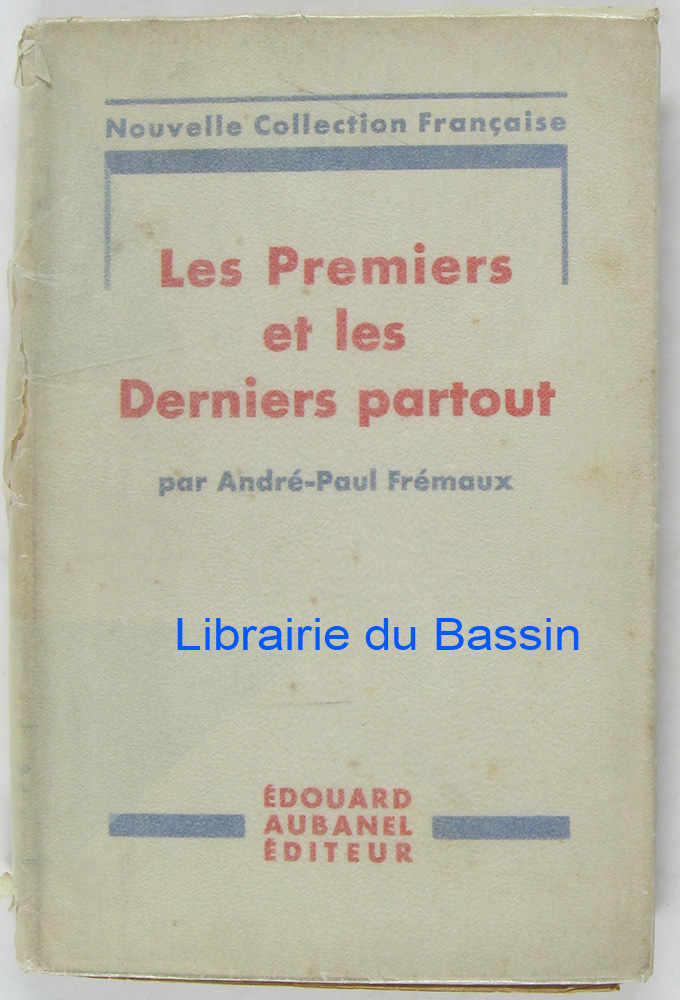 Nouvelle Collection Française
Les Premiers
et les
Derniers partout
par André-Paul Frémaux
Librairie du Bassin
ÉDOUARD
AUBANEL
ÉDITEUR